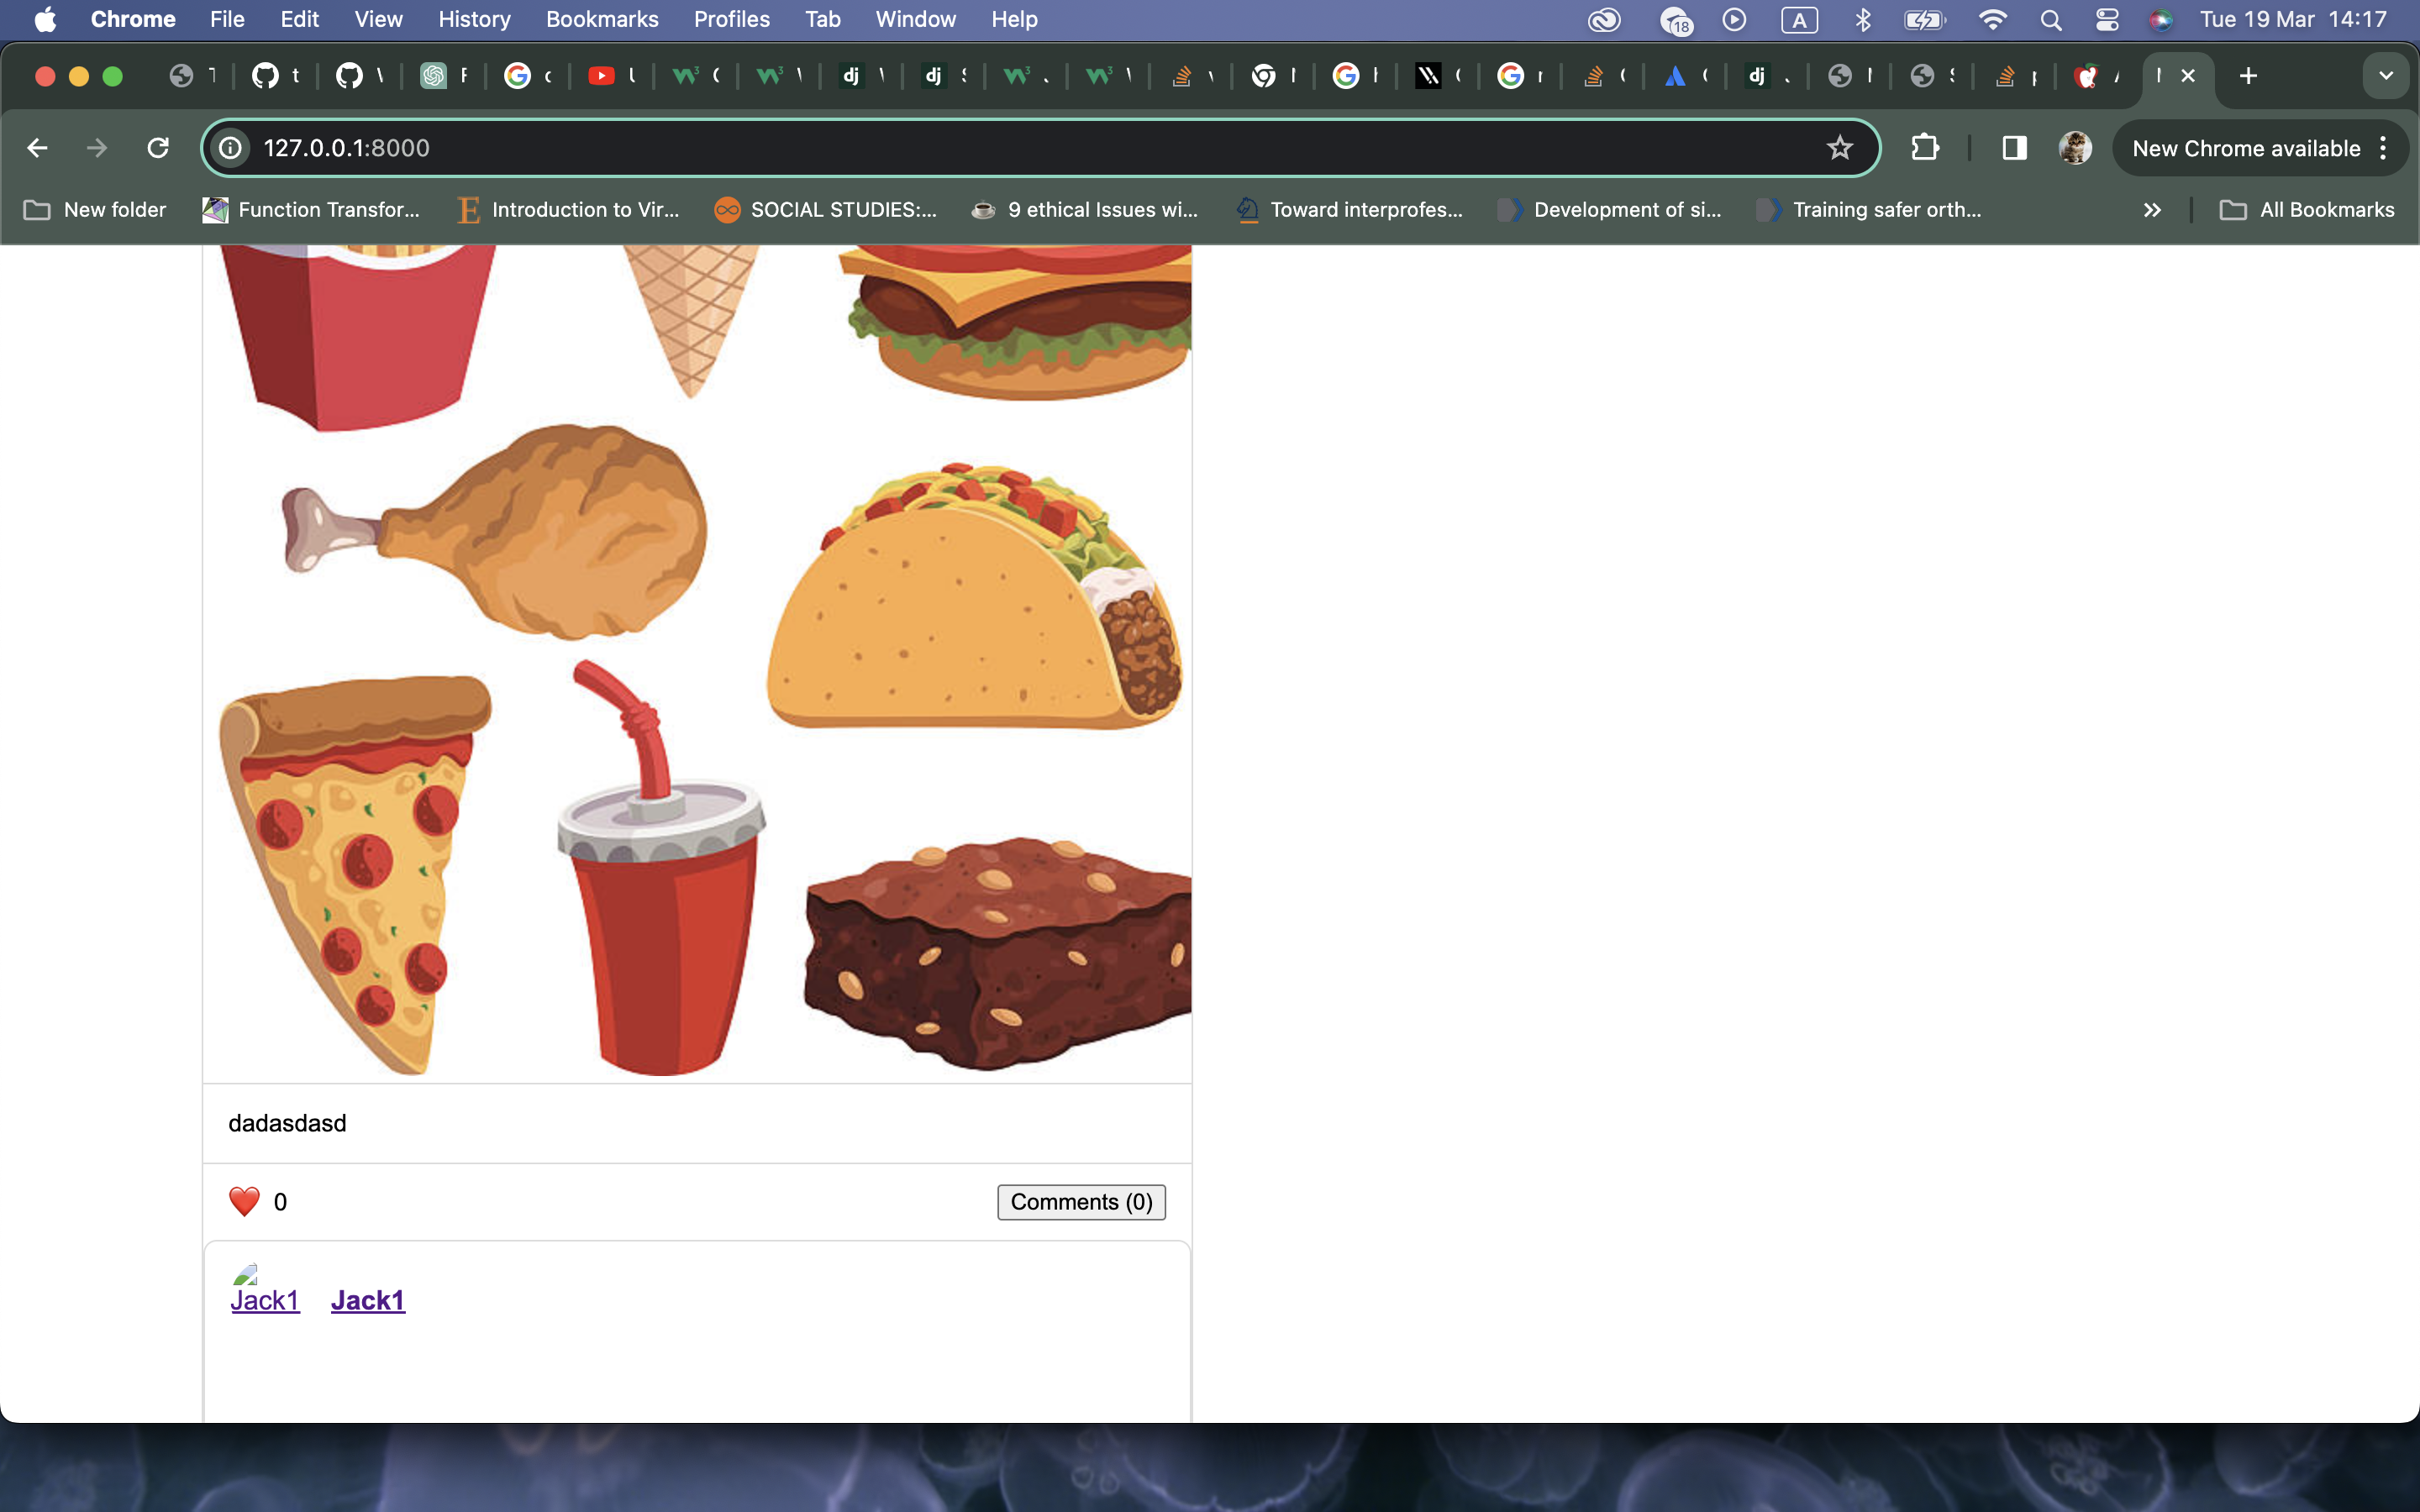 Chrome File Edit View History Bookmarks Profiles Tab Window Help 18 A Tue 19 Mar 14:17
127.0.0.1:8000 New Chrome available
New folder Function Transfor... Introduction to Vir... SOCIAL STUDIES:... 9 ethical Issues wi... Toward interprofes... Development of si... Training safer orth... All Bookmarks
dadasdasd
❤️ 0 Comments (0)
Jack1 Jack1